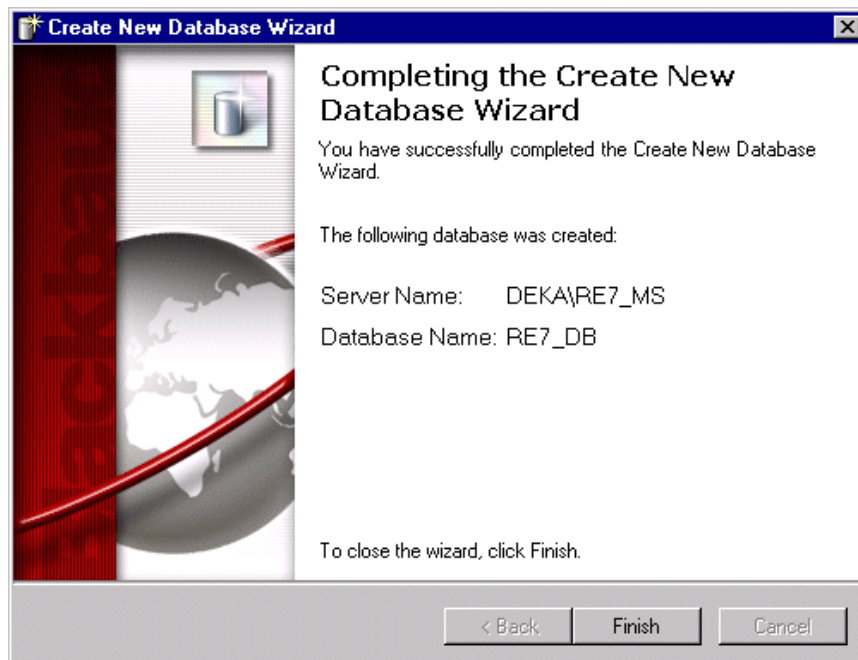 Create New Database Wizard
Completing the Create New
Database Wizard
You have successfully completed the Create New Database
Wizard.
The following database was created:
Server Name: DEKA\RE7_MS
Database Name: RE7_DB
To close the wizard, click Finish.
< Back
Finish
Cancel
blackbaud